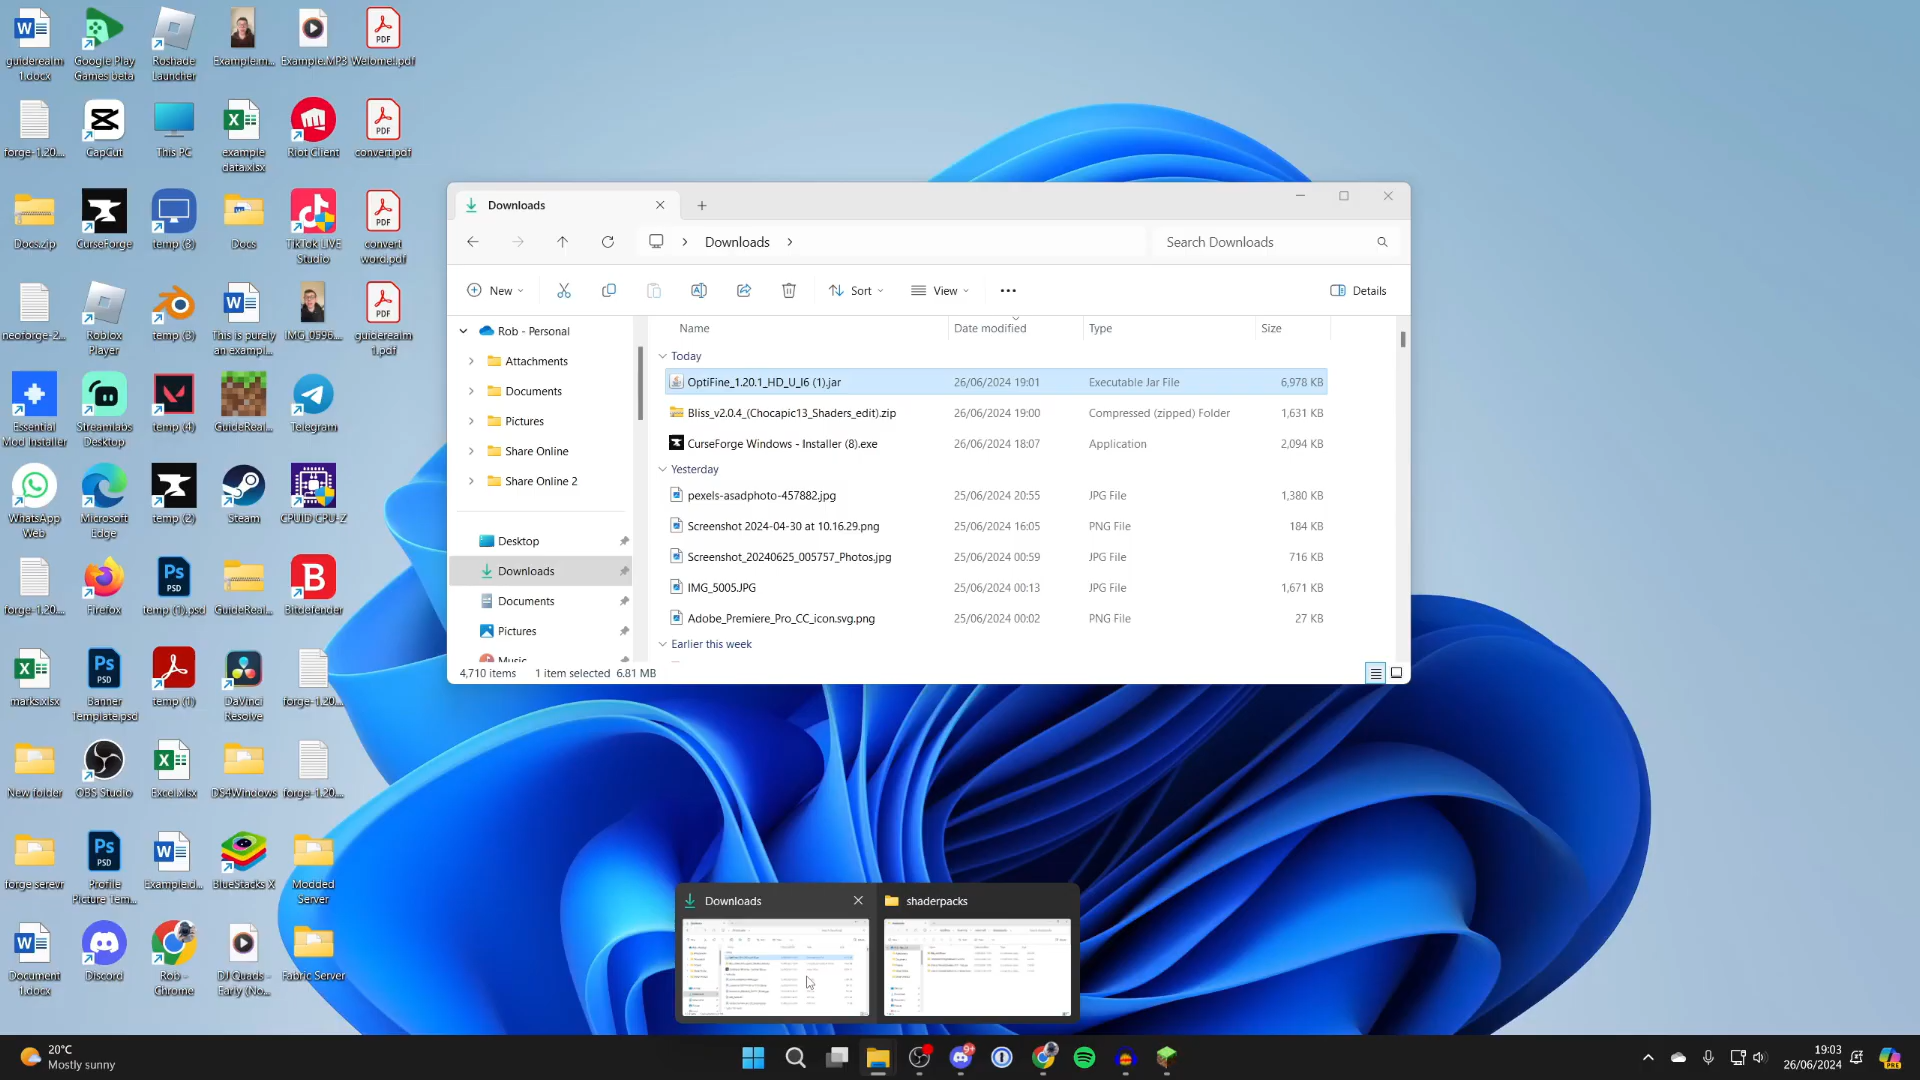 guiderealm
1.docx
Google Play
Games beta
Roshade
Launcher
Example.m...
Example.MP3
Welome!.pdf
forge-1.20....
CapCut
This PC
example
data.xlsx
Riot Client
convert.pdf
Docs.zip
CurseForge
temp (3)
Docs
TikTok LIVE
Studio
convert
word.pdf
neoforge-2...
Roblox
Player
temp (3)
This is purely
an exampl...
IMG_0596....
guiderealm
1.pdf
Essential
Mod Installer
Streamlabs
Desktop
temp (4)
GuideReal...
Telegram
WhatsApp
Web
Microsoft
Edge
temp (2)
Steam
CPUID CPU-Z
forge-1.20....
Firefox
temp (1).psd
GuideReal...
Bitdefender
marks.xlsx
Banner
Template.psd
temp (1)
DaVinci
Resolve
forge-1.20....
New folder
OBS Studio
Excel.xlsx
DS4Windows
forge-1.20....
forge serevr
Profile
Picture Tem...
Example.d...
BlueStacks X
Modded
Server
Document
1.docx
Discord
Rob -
Chrome
DJ Quads -
Early (No...
Fabric Server
Downloads
Downloads
Search Downloads
New
Sort
View
Details
Rob - Personal
Attachments
Documents
Pictures
Share Online
Share Online 2
Desktop
Downloads
Documents
Pictures
Music
Name Date modified Type Size
Today
OptiFine_1.20.1_HD_U_I6 (1).jar 26/06/2024 19:01 Executable Jar File 6,978 KB
Bliss_v2.0.4_(Chocapic13_Shaders_edit).zip 26/06/2024 19:00 Compressed (zipped) Folder 1,631 KB
CurseForge Windows - Installer (8).exe 26/06/2024 18:07 Application 2,094 KB
Yesterday
pexels-asadphoto-457882.jpg 25/06/2024 20:55 JPG File 1,380 KB
Screenshot 2024-04-30 at 10.16.29.png 25/06/2024 16:05 PNG File 184 KB
Screenshot_20240625_005757_Photos.jpg 25/06/2024 00:59 JPG File 716 KB
IMG_5005.JPG 25/06/2024 00:13 JPG File 1,671 KB
Adobe_Premiere_Pro_CC_icon.svg.png 25/06/2024 00:02 PNG File 27 KB
Earlier this week
4,710 items 1 item selected 6.81 MB
Downloads
shaderpacks
20°C
Mostly sunny
19:03
26/06/2024